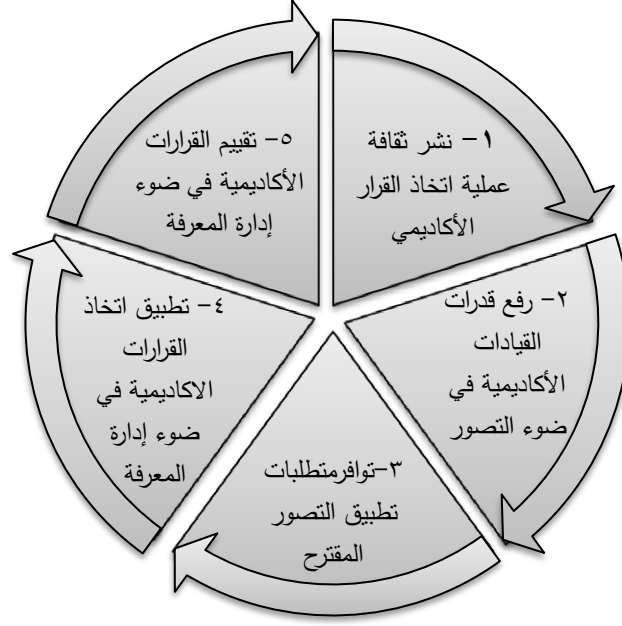 ١- نشر ثقافة
عملية اتخاذ القرار
الأكاديمي
٢- رفع قدرات
القيادات
الأكاديمية في
ضوء التصور
٣-توافرمتطلبات
تطبيق التصور
المقترح
٤- تطبيق اتخاذ
القرارات
الاكاديمية في
ضوء إدارة
المعرفة
٥- تقييم القرارات
الأكاديمية في ضوء
إدارة المعرفة